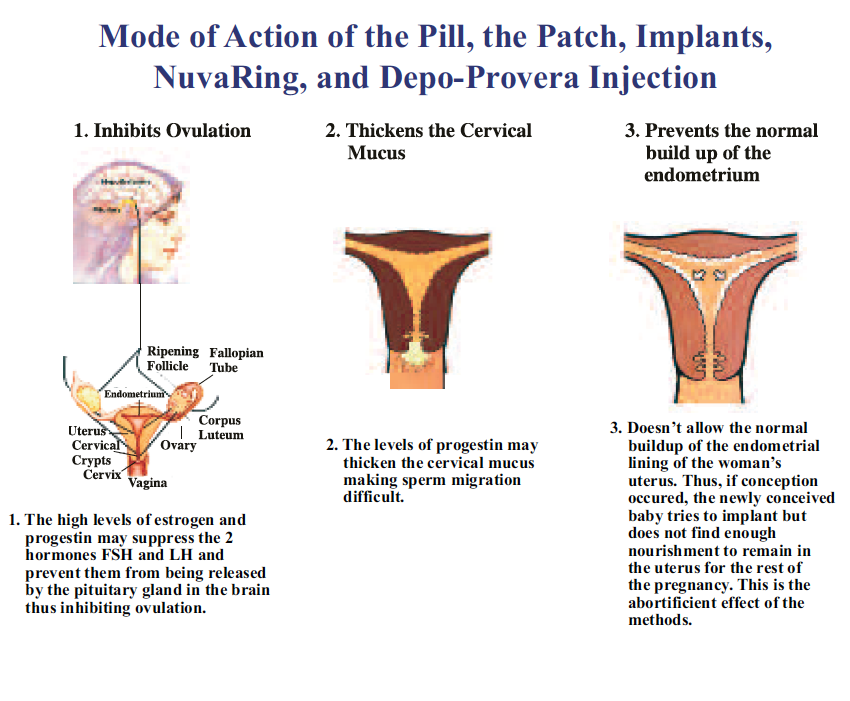 Mode of Action of the Pill, the Patch, Implants,
NuvaRing, and Depo-Provera Injection
1. Inhibits Ovulation
Ripening
Follicle
Fallopian
Tube
Endometrium
Corpus
Luteum
Uterus
Ovary
Cervical
Crypts
Cervix
Vagina
1. The high levels of estrogen and
progestin may suppress the 2
hormones FSH and LH and
prevent them from being released
by the pituitary gland in the brain
thus inhibiting ovulation.
2. Thickens the Cervical
Mucus
2. The levels of progestin may
thicken the cervical mucus
making sperm migration
difficult.
3. Prevents the normal
build up of the
endometrium
3. Doesn't allow the normal
buildup of the endometrial
lining of the woman's
uterus. Thus, if conception
occured, the newly conceived
baby tries to implant but
does not find enough
nourishment to remain in
the uterus for the rest of
the pregnancy. This is the
abortificient effect of the
methods.